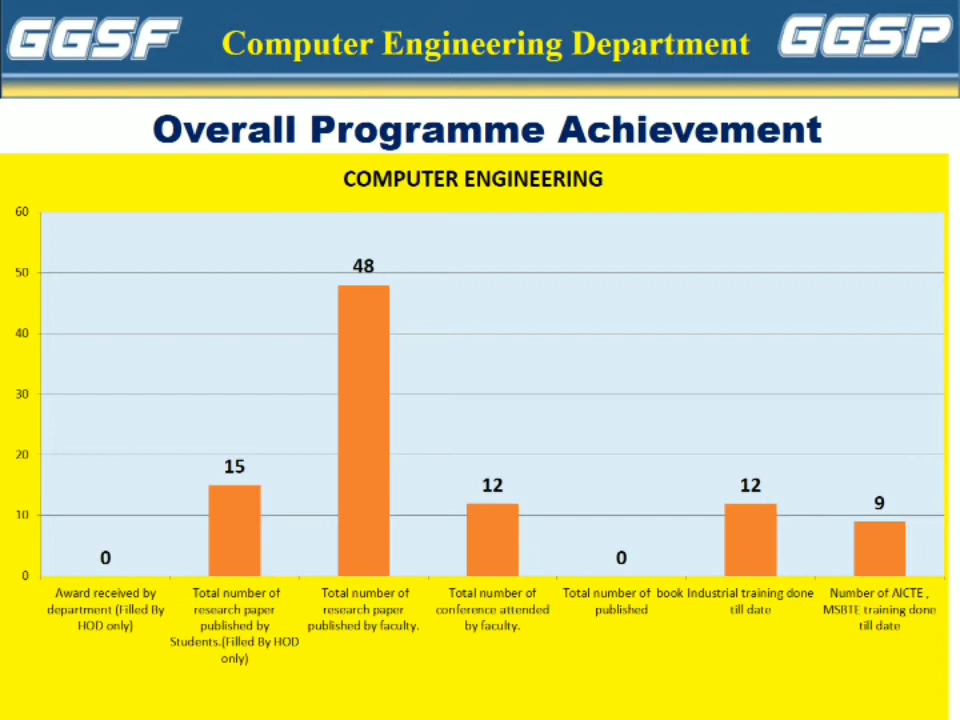 GGSF Computer Engineering Department GGSP
Overall Programme Achievement
COMPUTER ENGINEERING
60
50
40
30
20
10
0
0
15
48
12
0
12
9
Award received by
department (Filled By
HOD only)
Total number of
research paper
published by
Students.(Filled By HOD
only)
Total number of
research paper
published by faculty.
Total number of
conference attended
by faculty.
Total number of book
published
Industrial training done
till date
Number of AICTE ,
MSBTE training done
till date